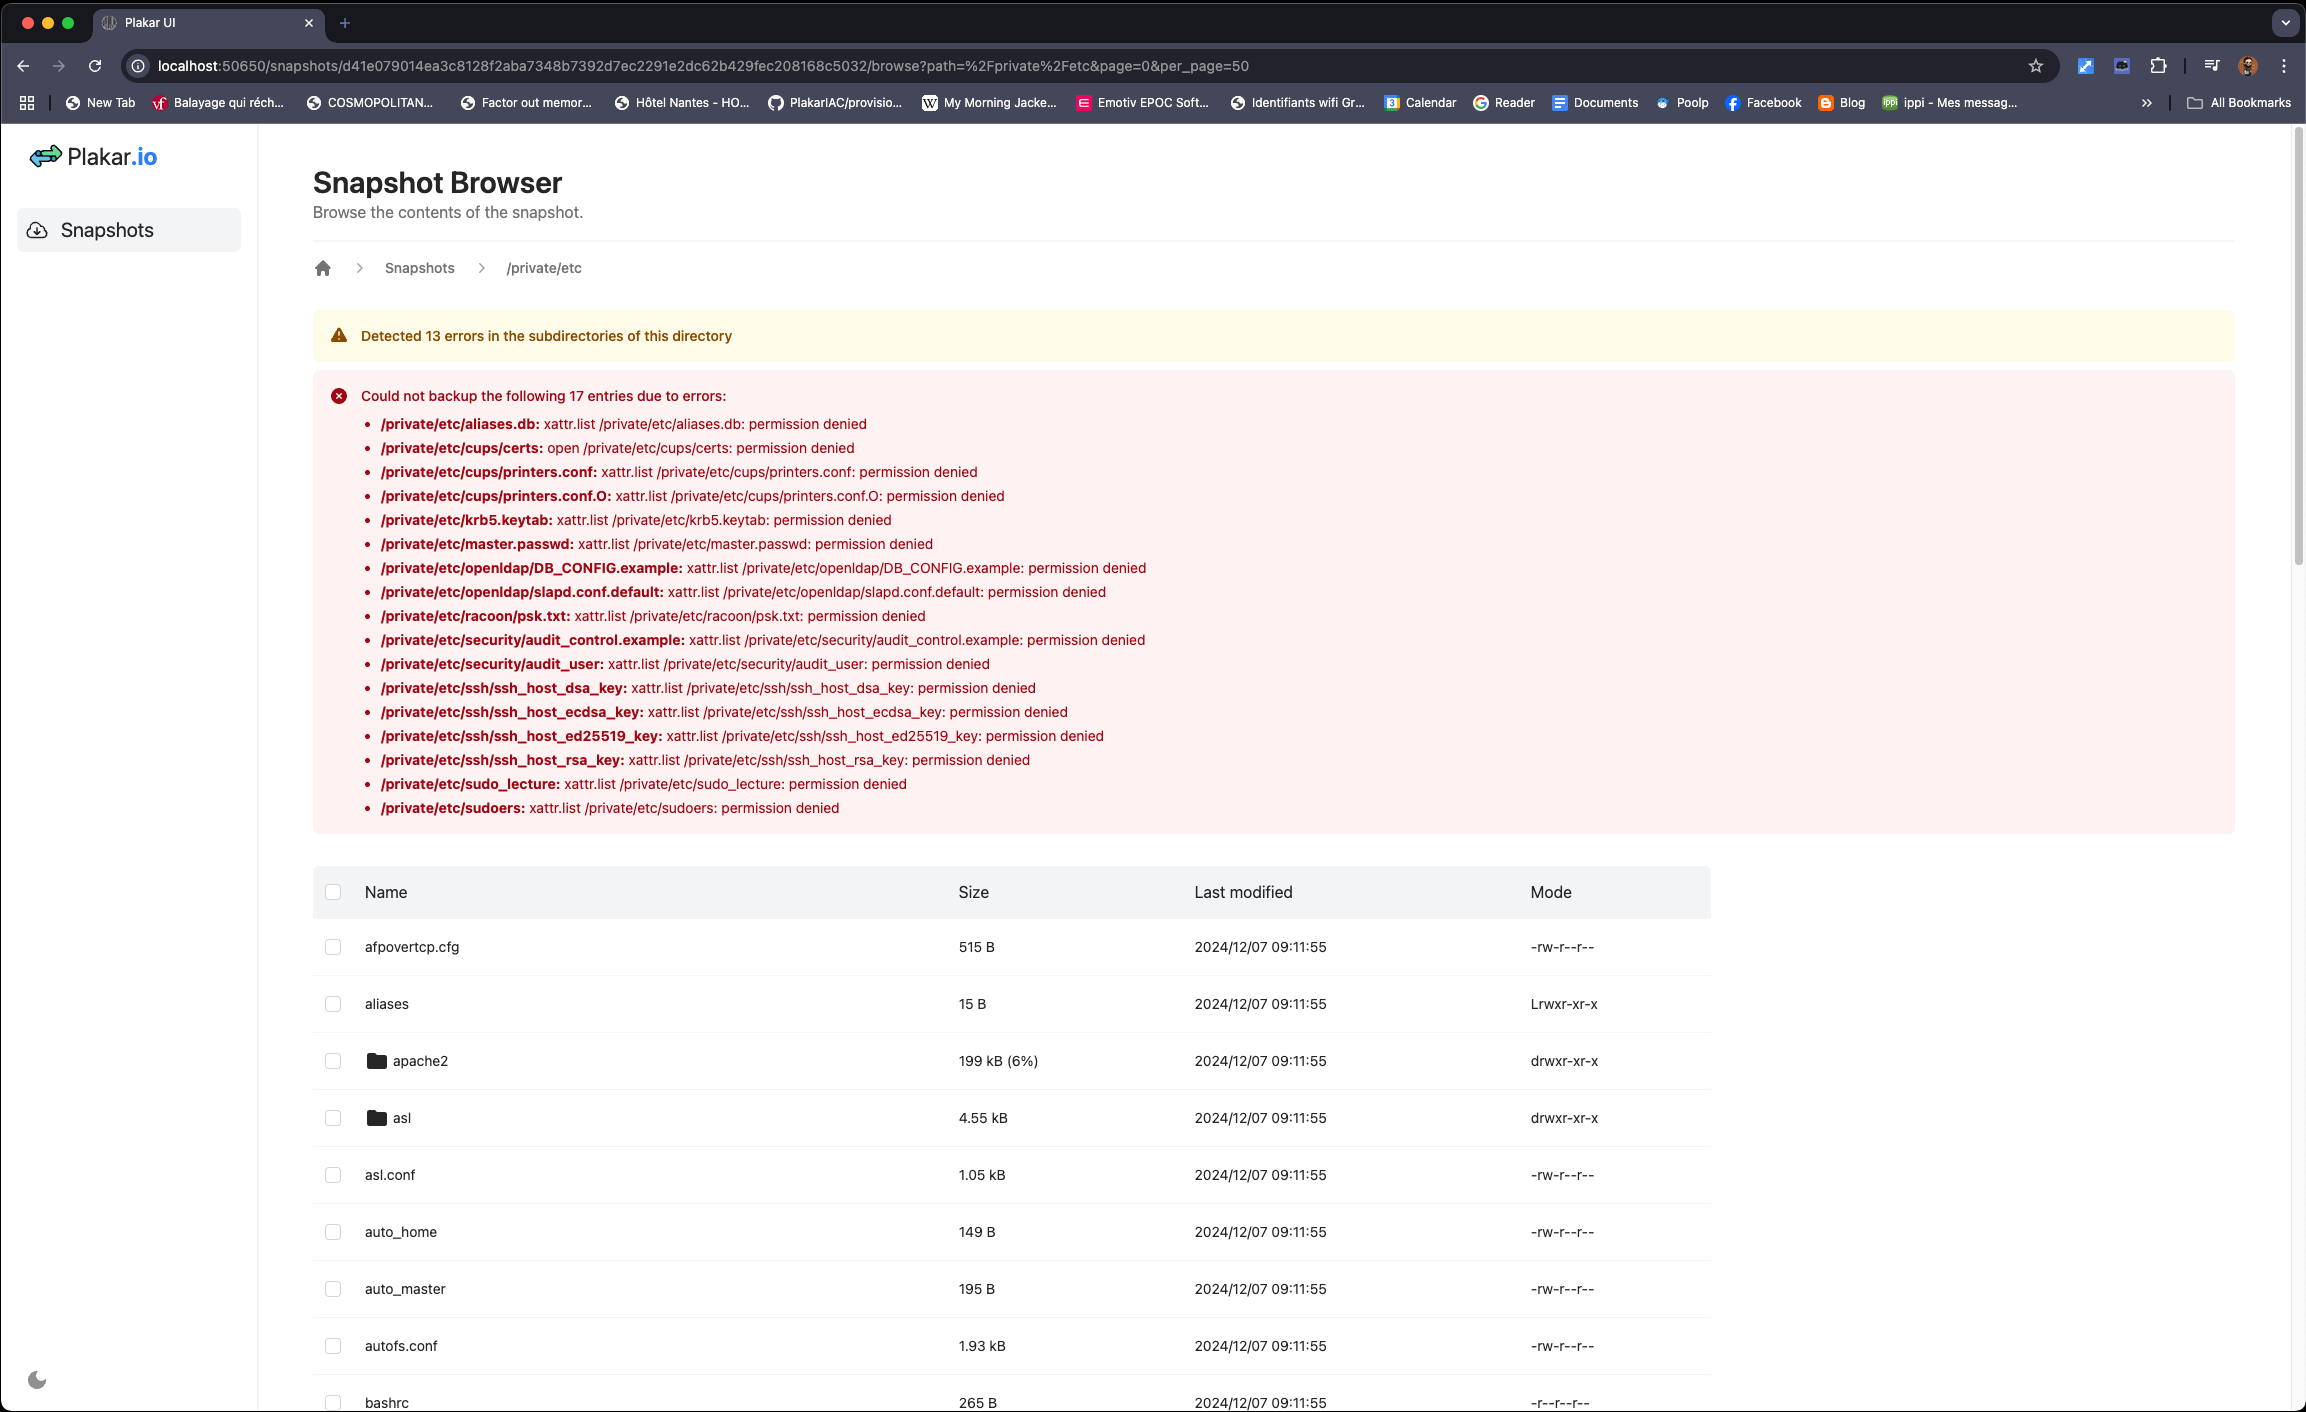 Plakar UI
localhost:50650/snapshots/d41e079014ea3c8128f2aba7348b7392d7ec2291e2dc62b429fec208168c5032/browse?path=%2Fprivate%2Fetc&page=0&per_page=50
New Tab Balayage qui réch... COSMOPOLITAN... Factor out memor... Hôtel Nantes - HO... PlakarIAC/provisio... My Morning Jacke... Emotiv EPOC Soft... Identifiants wifi Gr... Calendar Reader Documents Poolp Facebook Blog ippi - Mes messag... » All Bookmarks
Plakar.io
Snapshots
Snapshot Browser
Browse the contents of the snapshot.
Snapshots /private/etc
Detected 13 errors in the subdirectories of this directory
Could not backup the following 17 entries due to errors:
• /private/etc/aliases.db: xattr.list /private/etc/aliases.db: permission denied
• /private/etc/cups/certs: open /private/etc/cups/certs: permission denied
• /private/etc/cups/printers.conf: xattr.list /private/etc/cups/printers.conf: permission denied
• /private/etc/cups/printers.conf.O: xattr.list /private/etc/cups/printers.conf.O: permission denied
• /private/etc/krb5.keytab: xattr.list /private/etc/krb5.keytab: permission denied
• /private/etc/master.passwd: xattr.list /private/etc/master.passwd: permission denied
• /private/etc/openldap/DB_CONFIG.example: xattr.list /private/etc/openldap/DB_CONFIG.example: permission denied
• /private/etc/openldap/slapd.conf.default: xattr.list /private/etc/openldap/slapd.conf.default: permission denied
• /private/etc/racoon/psk.txt: xattr.list /private/etc/racoon/psk.txt: permission denied
• /private/etc/security/audit_control.example: xattr.list /private/etc/security/audit_control.example: permission denied
• /private/etc/security/audit_user: xattr.list /private/etc/security/audit_user: permission denied
• /private/etc/ssh/ssh_host_dsa_key: xattr.list /private/etc/ssh/ssh_host_dsa_key: permission denied
• /private/etc/ssh/ssh_host_ecdsa_key: xattr.list /private/etc/ssh/ssh_host_ecdsa_key: permission denied
• /private/etc/ssh/ssh_host_ed25519_key: xattr.list /private/etc/ssh/ssh_host_ed25519_key: permission denied
• /private/etc/ssh/ssh_host_rsa_key: xattr.list /private/etc/ssh/ssh_host_rsa_key: permission denied
• /private/etc/sudo_lecture: xattr.list /private/etc/sudo_lecture: permission denied
• /private/etc/sudoers: xattr.list /private/etc/sudoers: permission denied
Name Size Last modified Mode
afpovertcp.cfg 515 B 2024/12/07 09:11:55 -rw-r--r--
aliases 15 B 2024/12/07 09:11:55 Lrwxr-xr-x
apache2 199 kB (6%) 2024/12/07 09:11:55 drwxr-xr-x
asl 4.55 kB 2024/12/07 09:11:55 drwxr-xr-x
asl.conf 1.05 kB 2024/12/07 09:11:55 -rw-r--r--
auto_home 149 B 2024/12/07 09:11:55 -rw-r--r--
auto_master 195 B 2024/12/07 09:11:55 -rw-r--r--
autofs.conf 1.93 kB 2024/12/07 09:11:55 -rw-r--r--
bashrc 265 B 2024/12/07 09:11:55 -r--r--r--